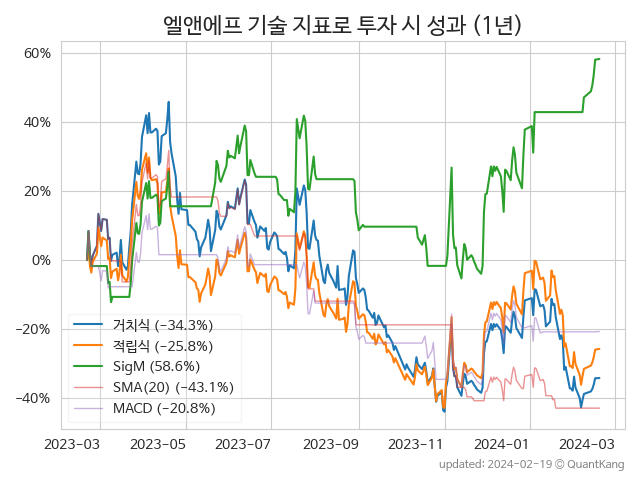 엘앤에프 기술 지표로 투자 시 성과 (1년)
60%
40%
20%
0%
−20%
−40%
거치식 (−34.3%)
적립식 (−25.8%)
SigM (58.6%)
SMA(20) (−43.1%)
MACD (−20.8%)
2023-03 2023-05 2023-07 2023-09 2023-11 2024-01 2024-03
updated: 2024-02-19 ⓒ QuantKang